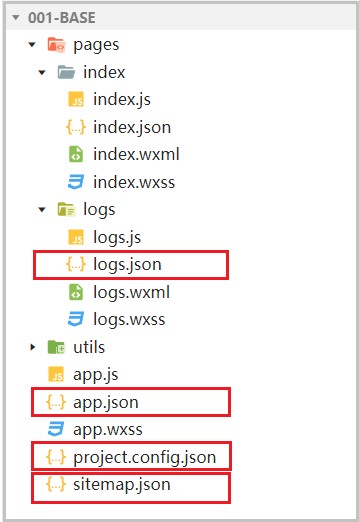 001-BASE
pages
index
JS index.js
{..} index.json
index.wxml
index.wxss
logs
JS logs.js
{..} logs.json
logs.wxml
logs.wxss
utils
JS app.js
{..} app.json
app.wxss
{..} project.config.json
{..} sitemap.json